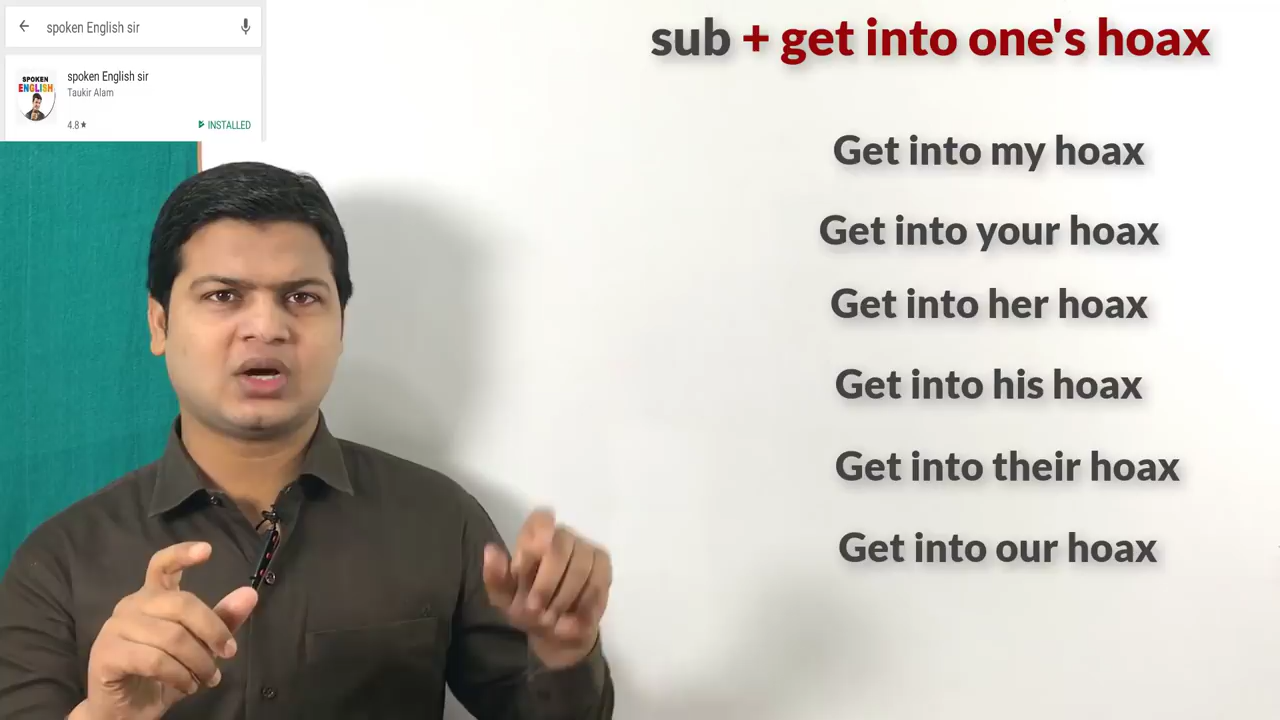 spoken English sir
SPOKEN
ENGLISH
spoken English sir
Taukir Alam
4.8★
INSTALLED
sub + get into one's hoax
Get into my hoax
Get into your hoax
Get into her hoax
Get into his hoax
Get into their hoax
Get into our hoax